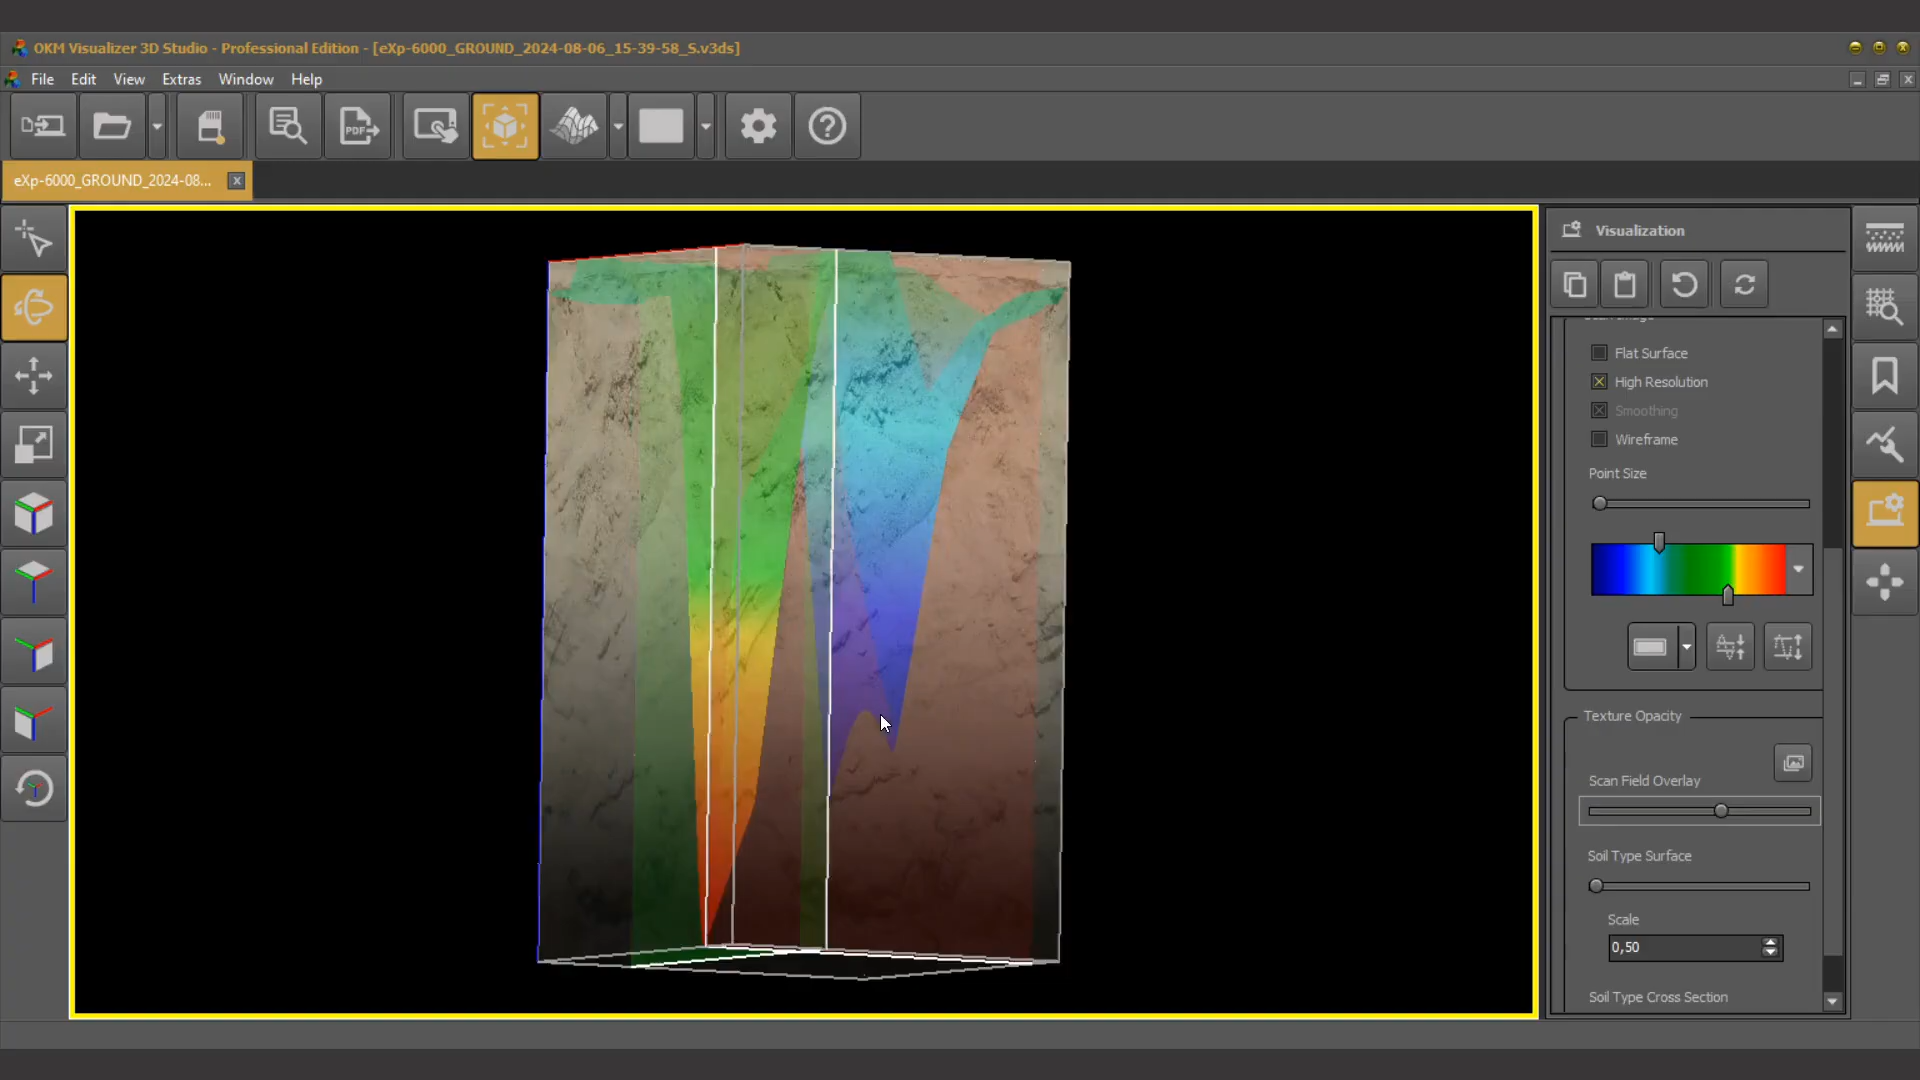 OKM Visualizer 3D Studio - Professional Edition - [eXp-6000_GROUND_2024-08-06_15-39-58_S.v3ds]
File Edit View Extras Window Help
PDF
eXp-6000_GROUND_2024-08...
Visualization
Flat Surface
High Resolution
Smoothing
Wireframe
Point Size
Texture Opacity
Scan Field Overlay
Soil Type Surface
Scale
0,50
Soil Type Cross Section